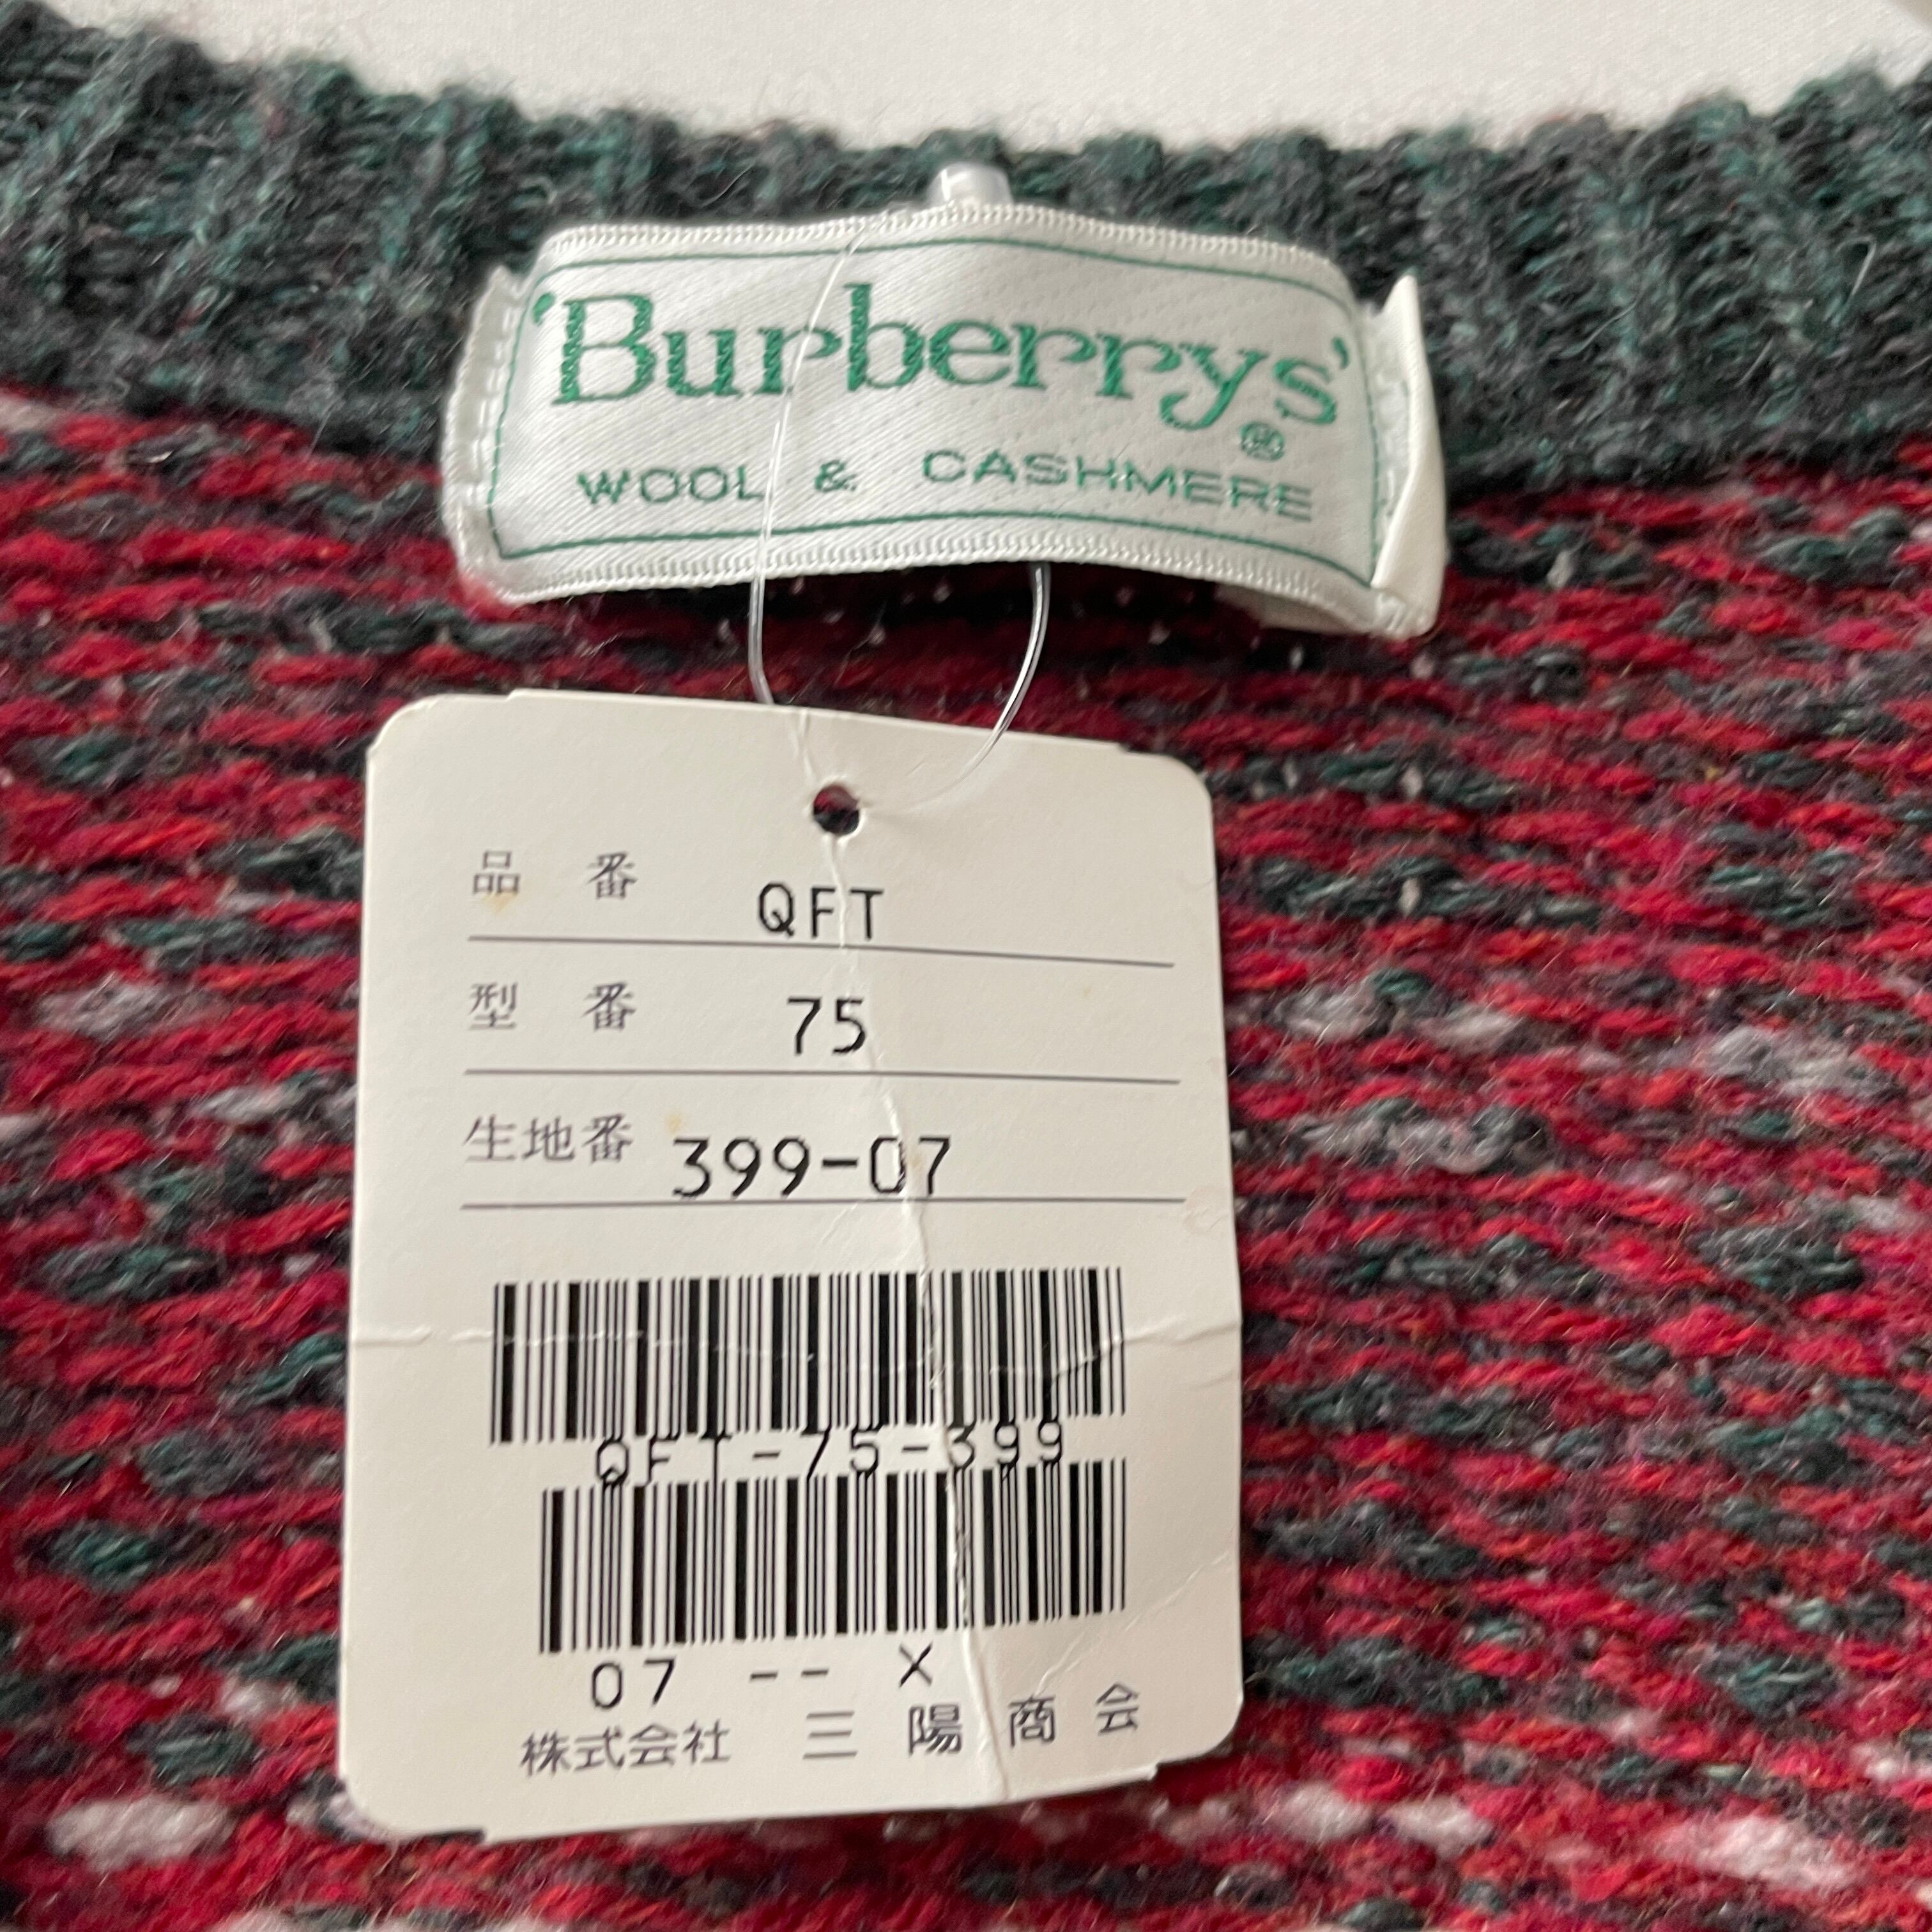 'Burberrys'
®
WOOL & CASHMERE
品番 QFT
型番 75
生地番 399-07
QFT-75-399
07 -- X
株式会社 三陽商会